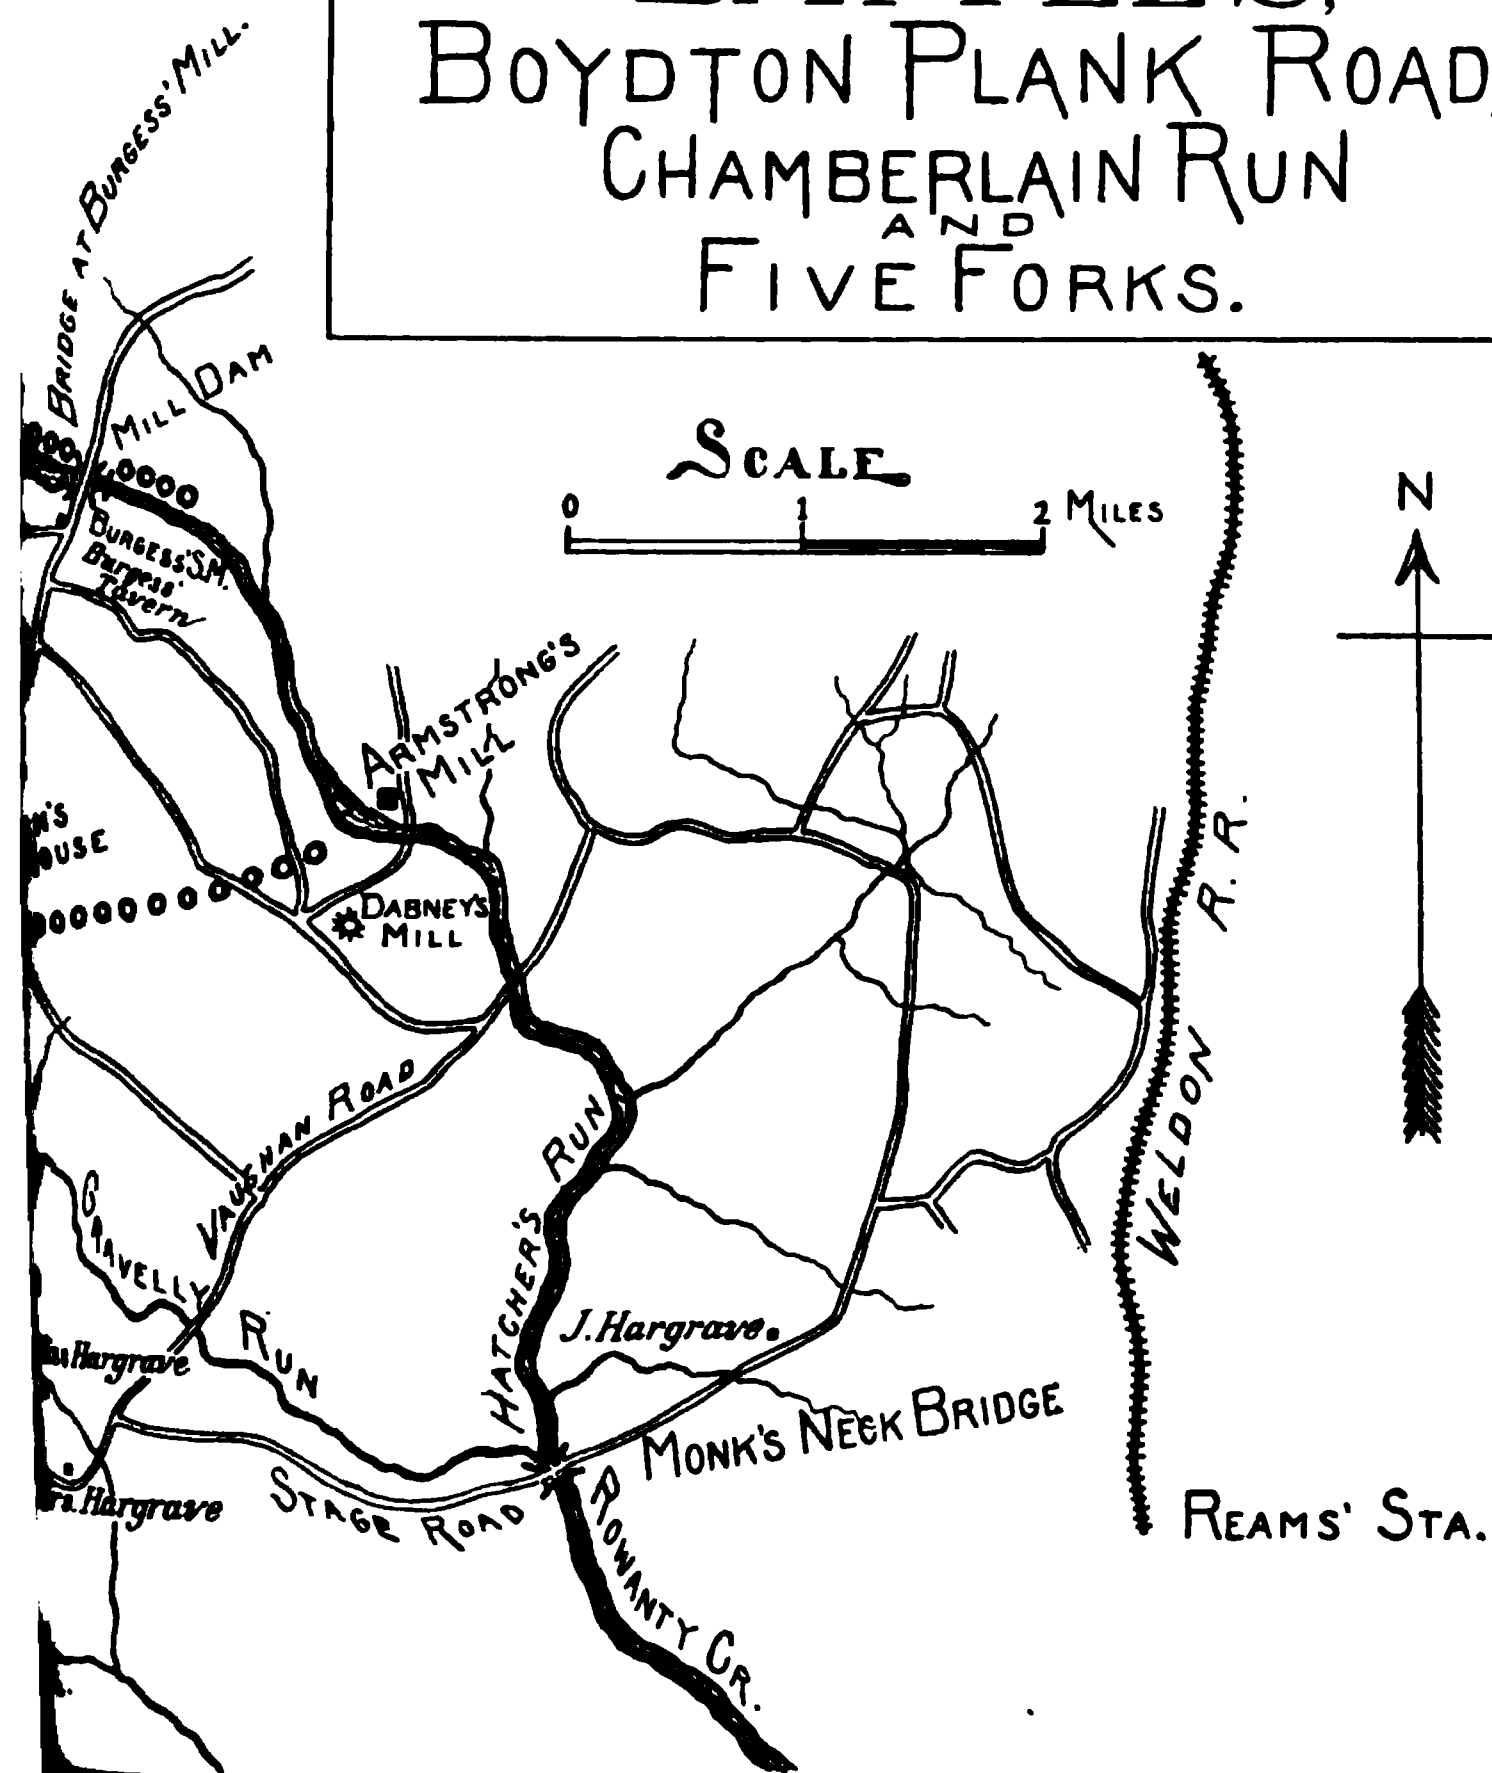 BOYDTON PLANK ROAD,
CHAMBERLAIN RUN
AND
FIVE FORKS.
BRIDGE AT BURGESS' MILL.
MILL DAM
SCALE
0 1 2 MILES
N
BURGESS' S.M.
Burgess'
Tavern
ARMSTRONG'S
MILL
R. R.
WELDON
DABNEY'S
MILL
VAUGHAN ROAD
HATCHER'S RUN
GRAVELLY RUN
J. Hargrave.
Hargrave
MONK'S NECK BRIDGE
Hargrave
STAGE ROAD
ROWANTY CR.
REAMS' STA.